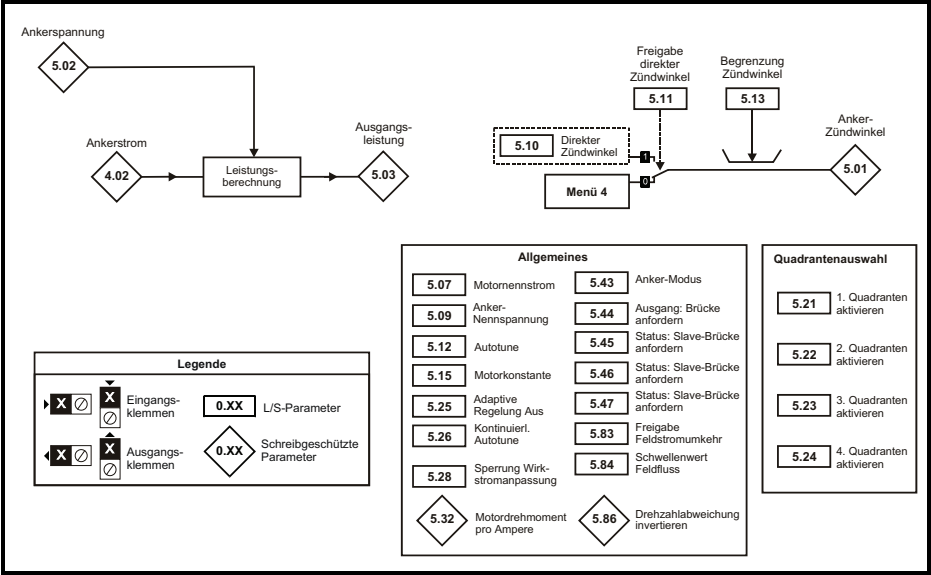 Ankerspannung
5.02
Ankerstrom
4.02
Leistungs-
berechnung
Ausgangs-
leistung
5.03
Freigabe
direkter
Zündwinkel
5.11
Begrenzung
Zündwinkel
5.13
5.10
Direkter
Zündwinkel
1
0
Menü 4
Anker-
Zündwinkel
5.01
Legende
X
X
Eingangs-
klemmen
X
X
Ausgangs-
klemmen
0.XX
L/S-Parameter
0.XX
Schreibgeschützte
Parameter
Allgemeines
5.07
Motornennstrom
5.09
Anker-
Nennspannung
5.12
Autotune
5.15
Motorkonstante
5.25
Adaptive
Regelung Aus
5.26
Kontinuierl.
Autotune
5.28
Sperrung Wirk-
stromanpassung
5.32
Motordrehmoment
pro Ampere
5.43
Anker-Modus
5.44
Ausgang: Brücke
anfordern
5.45
Status: Slave-Brücke
anfordern
5.46
Status: Slave-Brücke
anfordern
5.47
Status: Slave-Brücke
anfordern
5.83
Freigabe
Feldstromumkehr
5.84
Schwellenwert
Feldfluss
5.86
Drehzahlabweichung
invertieren
Quadrantenauswahl
5.21
1. Quadranten
aktivieren
5.22
2. Quadranten
aktivieren
5.23
3. Quadranten
aktivieren
5.24
4. Quadranten
aktivieren